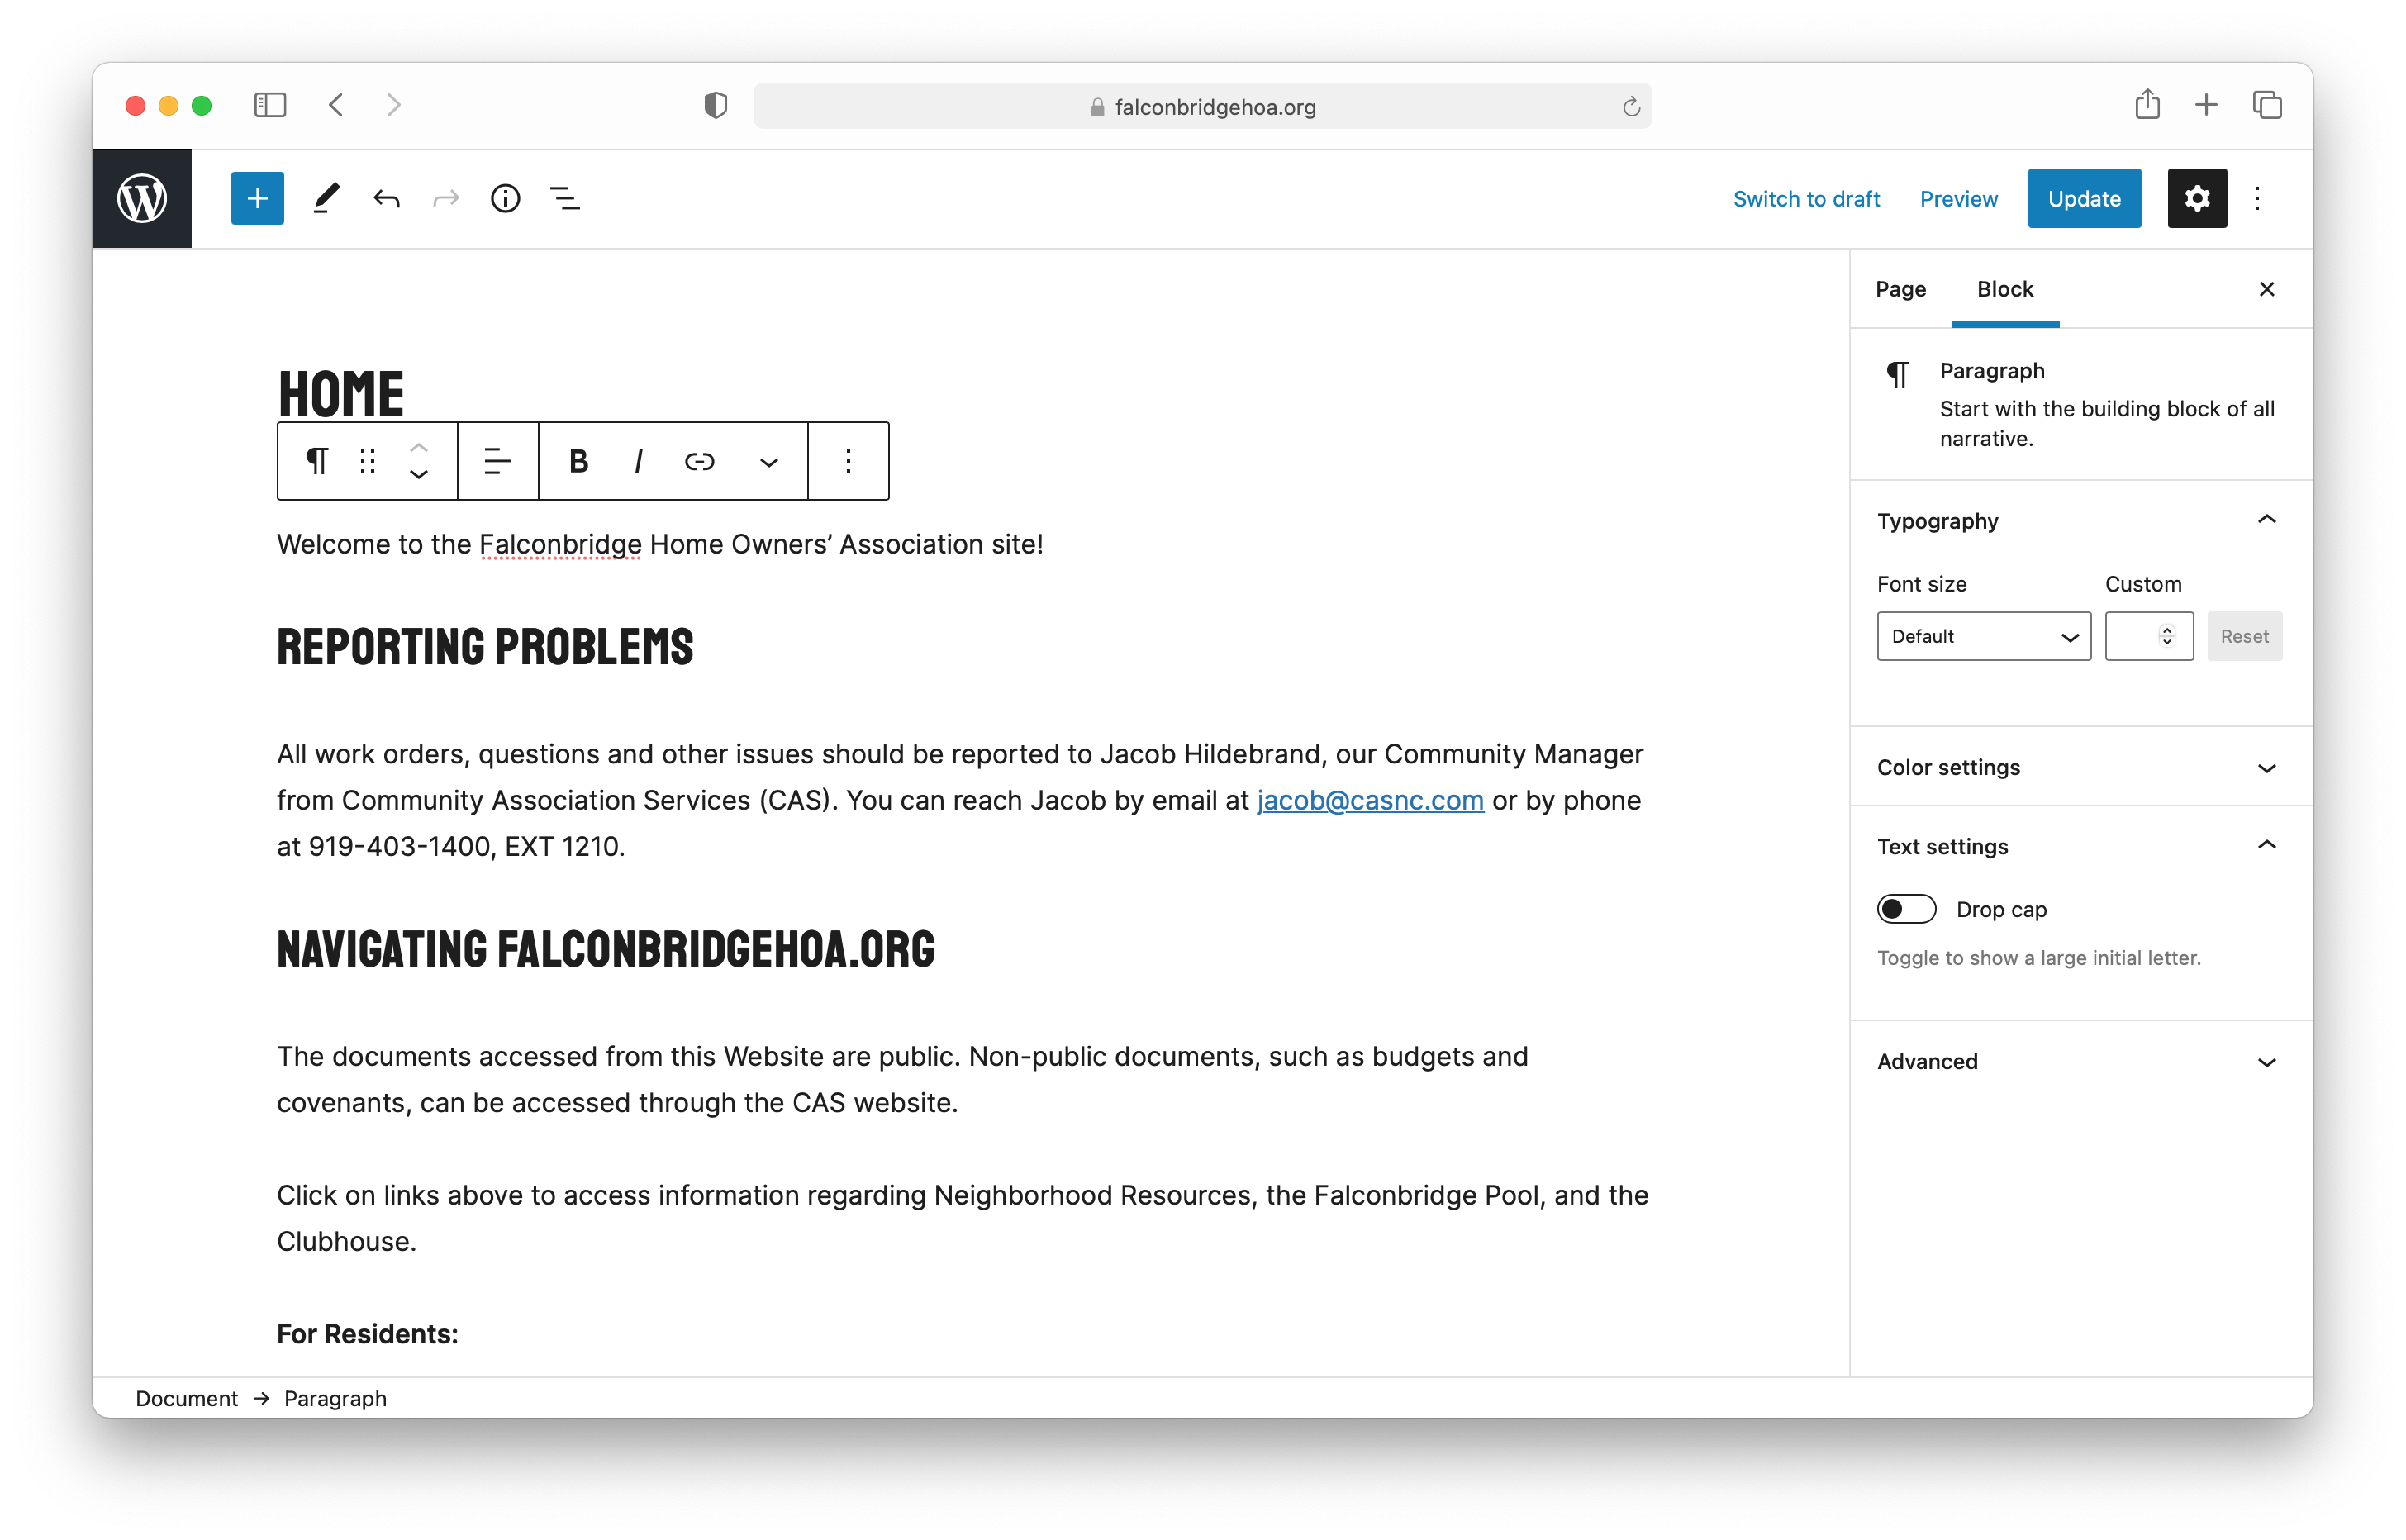 falconbridgehoa.org
Switch to draft
Preview
Update
Page
Block
HOME
B I
Welcome to the Falconbridge Home Owners’ Association site!
REPORTING PROBLEMS
All work orders, questions and other issues should be reported to Jacob Hildebrand, our Community Manager
from Community Association Services (CAS). You can reach Jacob by email at jacob@casnc.com or by phone
at 919-403-1400, EXT 1210.
NAVIGATING FALCONBRIDGEHOA.ORG
The documents accessed from this Website are public. Non-public documents, such as budgets and
covenants, can be accessed through the CAS website.
Click on links above to access information regarding Neighborhood Resources, the Falconbridge Pool, and the
Clubhouse.
For Residents:
Paragraph
Start with the building block of all
narrative.
Typography
Font size
Custom
Default
Reset
Color settings
Text settings
Drop cap
Toggle to show a large initial letter.
Advanced
Document → Paragraph